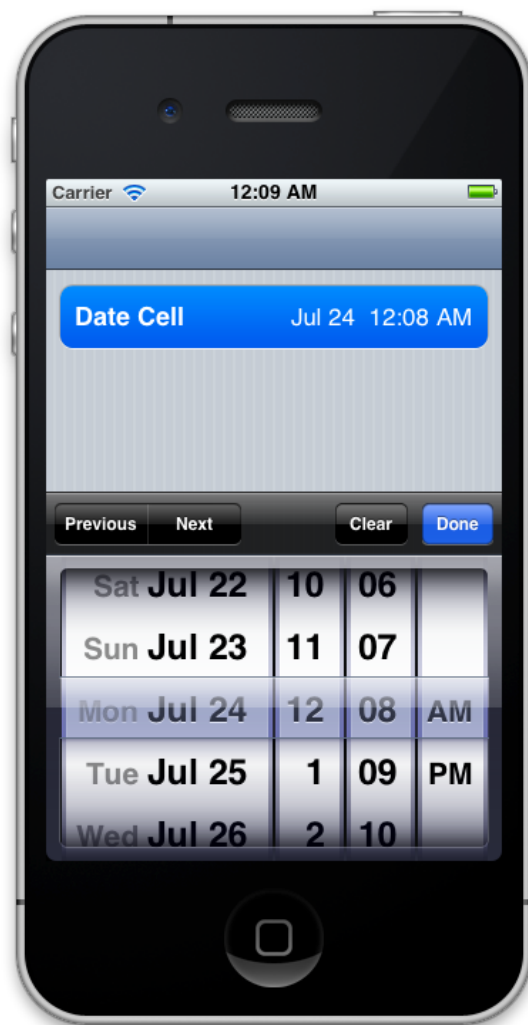 Carrier 12:09 AM
Date Cell Jul 24 12:08 AM
Previous Next Clear Done
Sat Jul 22 10 06
Sun Jul 23 11 07
Mon Jul 24 12 08 AM
Tue Jul 25 1 09 PM
Wed Jul 26 2 10